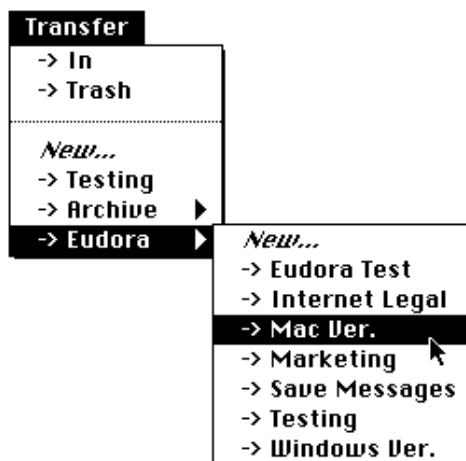 Transfer
-> In
-> Trash
New...
-> Testing
-> Archive
-> Eudora
New...
-> Eudora Test
-> Internet Legal
-> Mac Ver.
-> Marketing
-> Save Messages
-> Testing
-> Windows Ver.